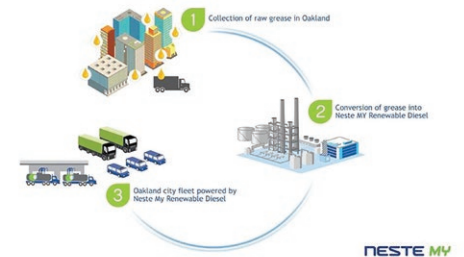 1
Collection of raw grease in Oakland
2
Conversion of grease into
Neste MY Renewable Diesel
3
Oakland city fleet powered by
Neste My Renewable Diesel
NESTE MY